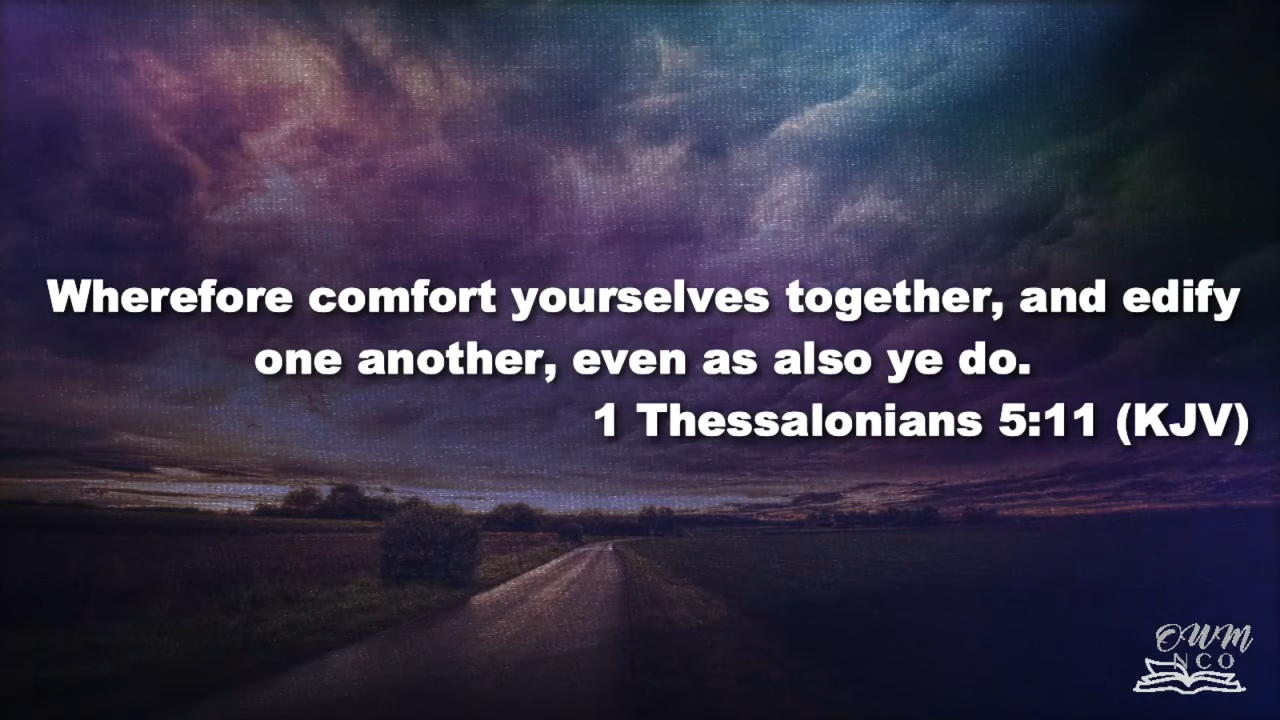 Wherefore comfort yourselves together, and edify
one another, even as also ye do.
1 Thessalonians 5:11 (KJV)
OWM
NCO